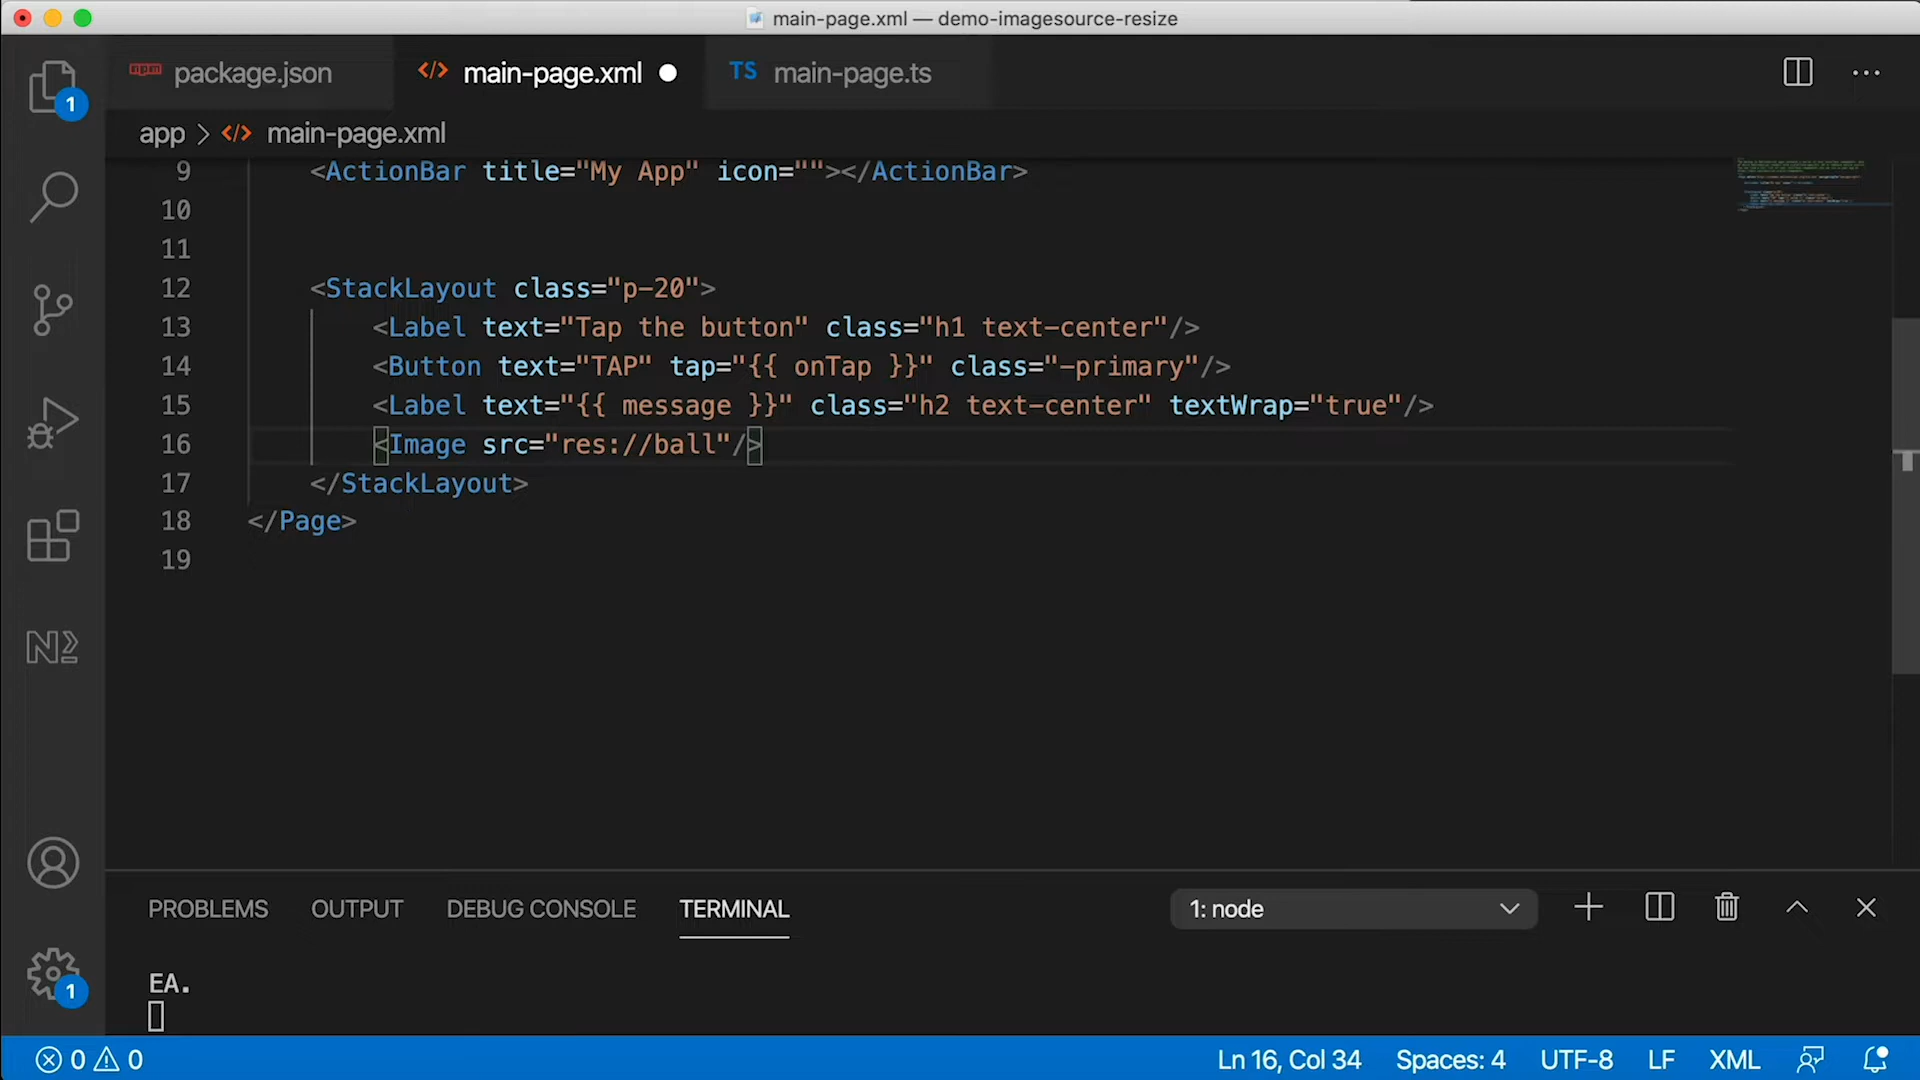 main-page.xml — demo-imagesource-resize
npm package.json
</> main-page.xml
TS main-page.ts
1
app > </> main-page.xml
9 <ActionBar title="My App" icon=""></ActionBar>
10
11
12 <StackLayout class="p-20">
13 <Label text="Tap the button" class="h1 text-center"/>
14 <Button text="TAP" tap="{{ onTap }}" class="-primary"/>
15 <Label text="{{ message }}" class="h2 text-center" textWrap="true"/>
16 <Image src="res://ball"/>
17 </StackLayout>
18 </Page>
19
N
PROBLEMS OUTPUT DEBUG CONSOLE TERMINAL 1: node
EA.
1
0 0 Ln 16, Col 34 Spaces: 4 UTF-8 LF XML